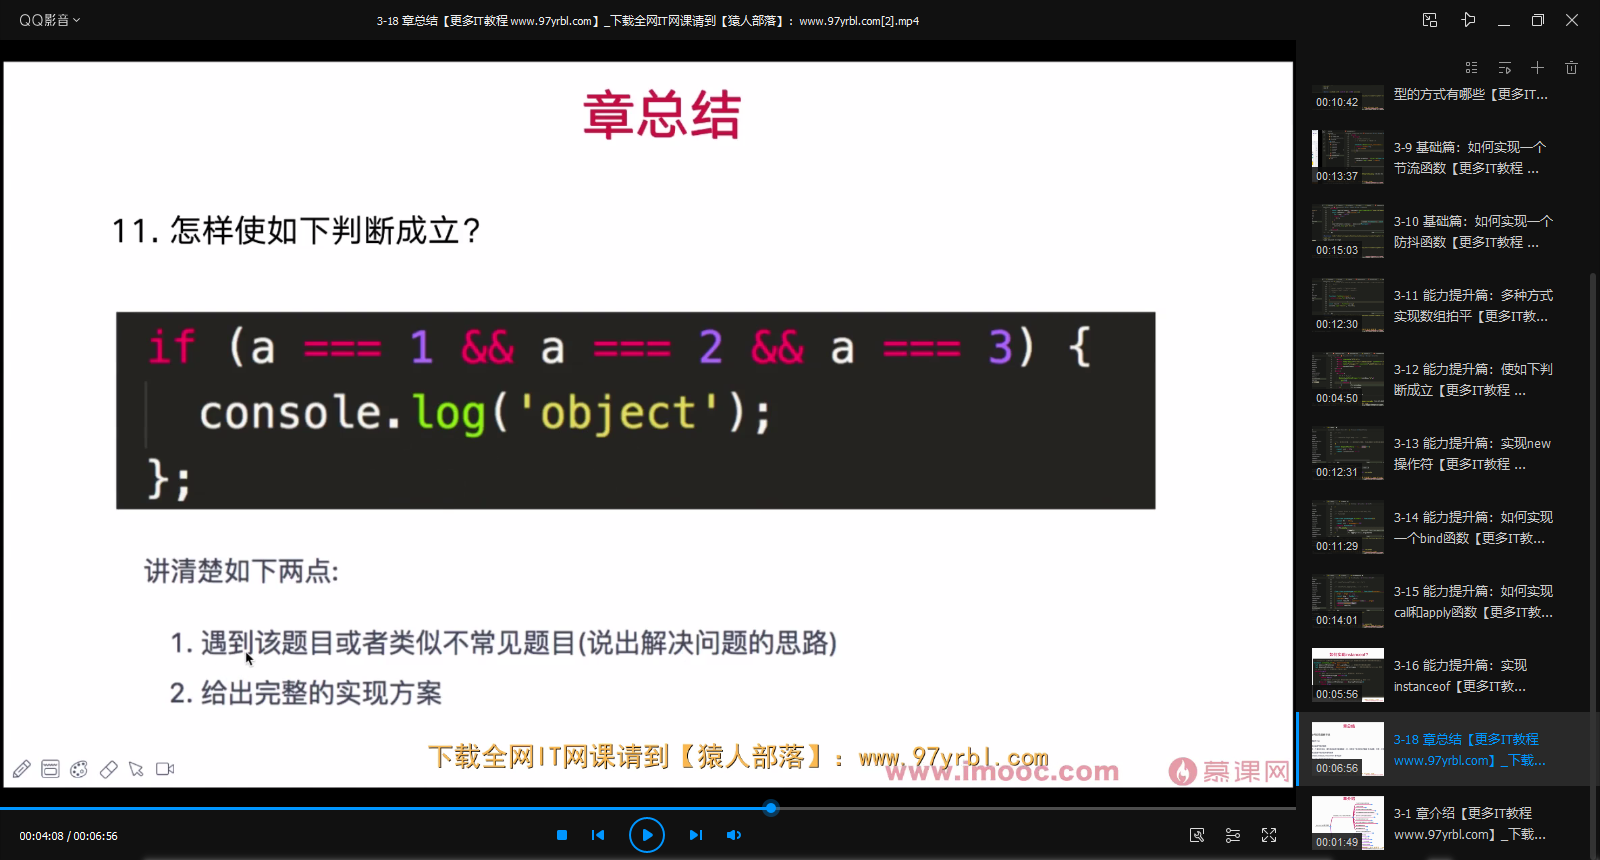 QQ影音
3-18 章总结【更多IT教程 www.97yrbl.com】_下载全网IT网课请到【猿人部落】：www.97yrbl.com[2].mp4
章总结
11. 怎样使如下判断成立?
if (a === 1 && a === 2 && a === 3) {
console.log('object');
};
讲清楚如下两点:
1. 遇到该题目或者类似不常见题目(说出解决问题的思路)
2. 给出完整的实现方案
下载全网IT网课请到【猿人部落】：www.97yrbl.com
www.imooc.com
慕课网
00:04:08 / 00:06:56
00:10:42
型的方式有哪些【更多IT...
3-9 基础篇：如何实现一个
节流函数【更多IT教程 ...
00:13:37
3-10 基础篇：如何实现一个
防抖函数【更多IT教程 ...
00:15:03
3-11 能力提升篇：多种方式
实现数组拍平【更多IT教...
00:12:30
3-12 能力提升篇：使如下判
断成立【更多IT教程 ...
00:04:50
3-13 能力提升篇：实现new
操作符【更多IT教程 ...
00:12:31
3-14 能力提升篇：如何实现
一个bind函数【更多IT教...
00:11:29
3-15 能力提升篇：如何实现
call和apply函数【更多IT教...
00:14:01
3-16 能力提升篇：实现
instanceof【更多IT教...
00:05:56
3-18 章总结【更多IT教程
www.97yrbl.com】_下载...
00:06:56
3-1 章介绍【更多IT教程
www.97yrbl.com】_下载...
00:01:49